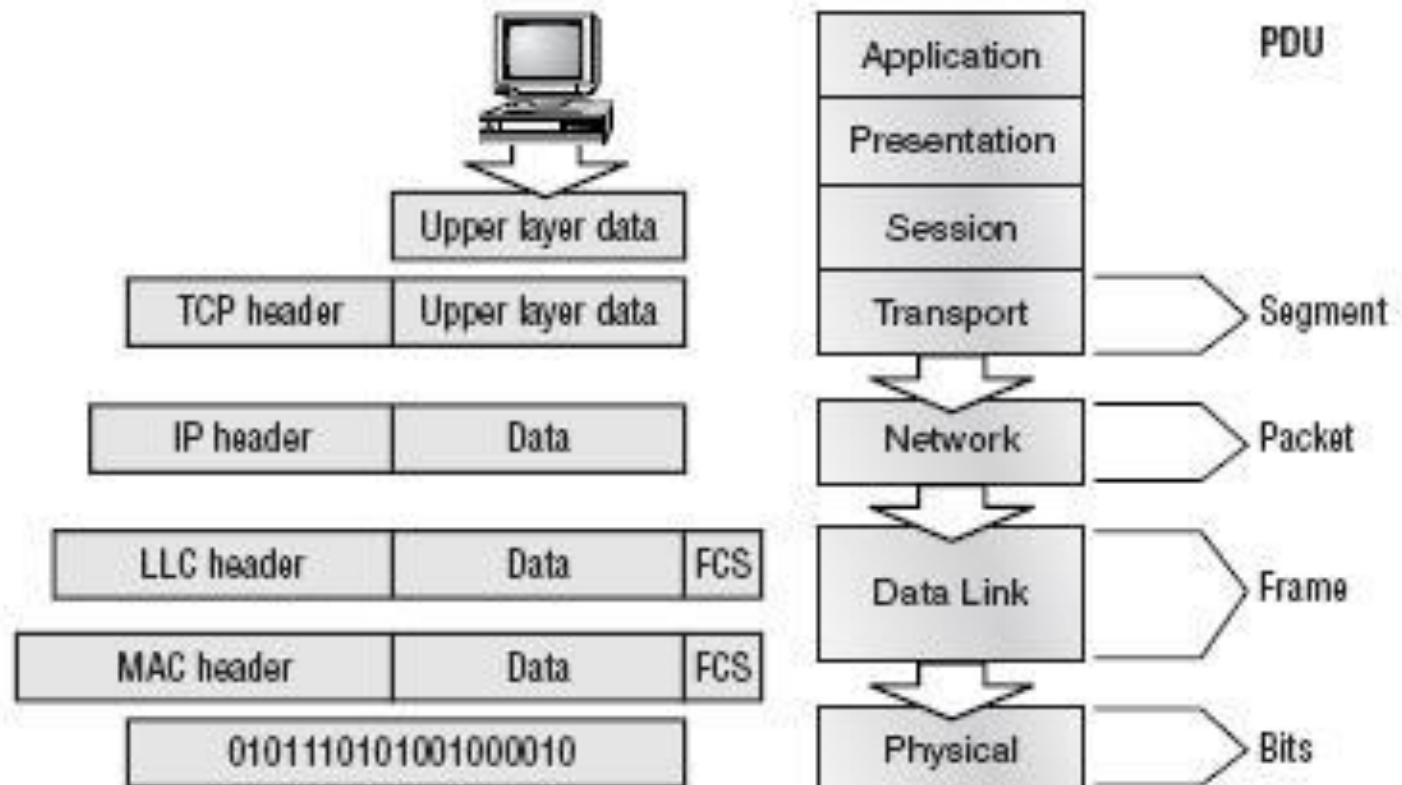 Application
PDU
Presentation
Upper layer data
Session
TCP header
Upper layer data
Transport
Segment
IP header
Data
Network
Packet
LLC header
Data
FCS
Data Link
Frame
MAC header
Data
FCS
0101110101001000010
Physical
Bits